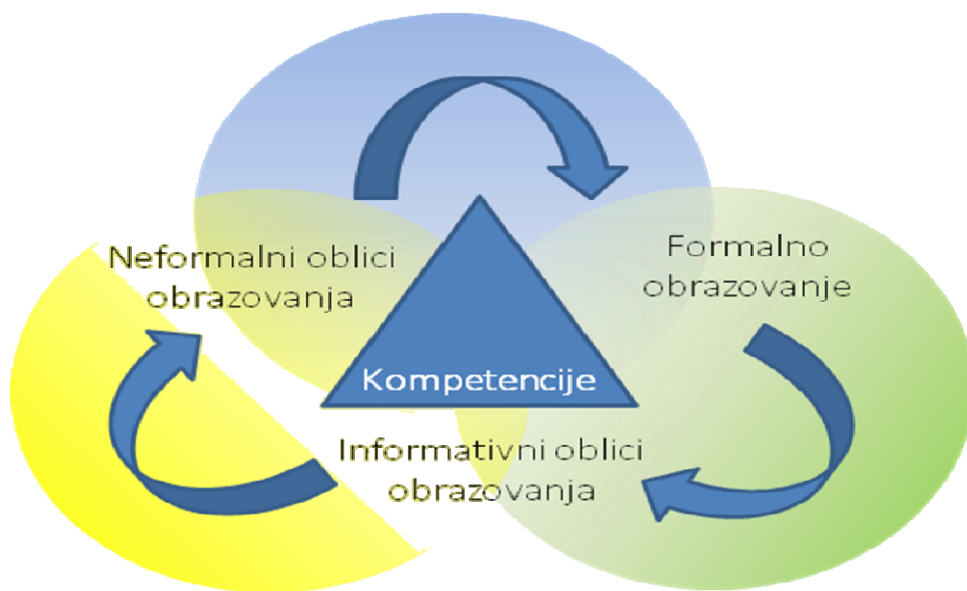 Neformalni oblici
obrazovanja
Formalno
obrazovanje
Kompetencije
Informativni oblici
obrazovanja